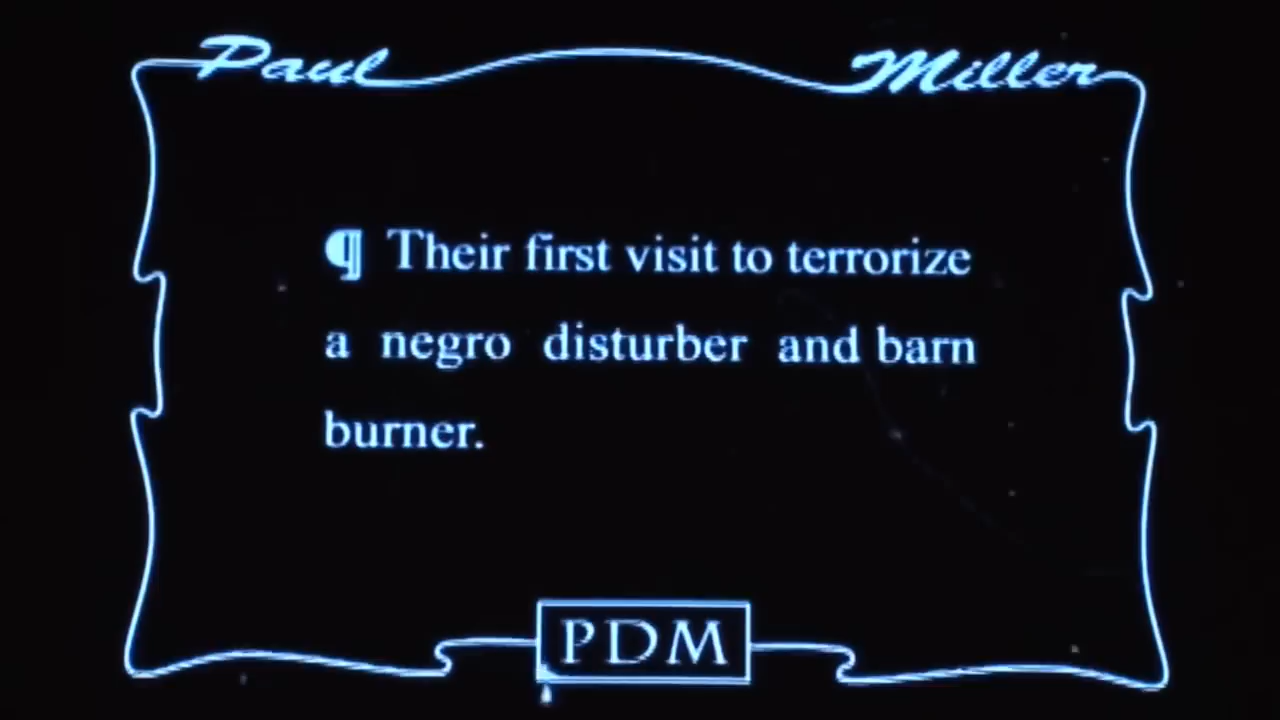 Paul Miller
¶ Their first visit to terrorize
a negro disturber and barn
burner.
PDM